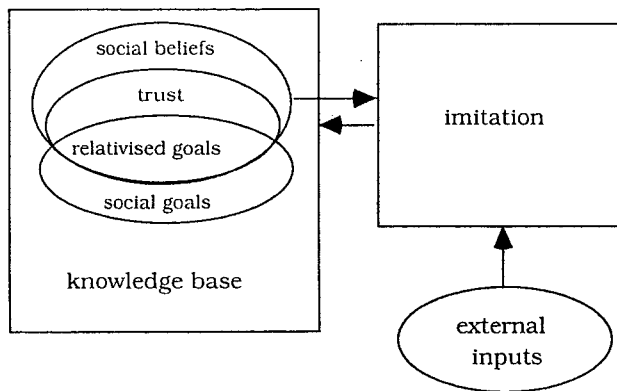 social beliefs
trust
relativised goals
social goals
knowledge base
imitation
external
inputs